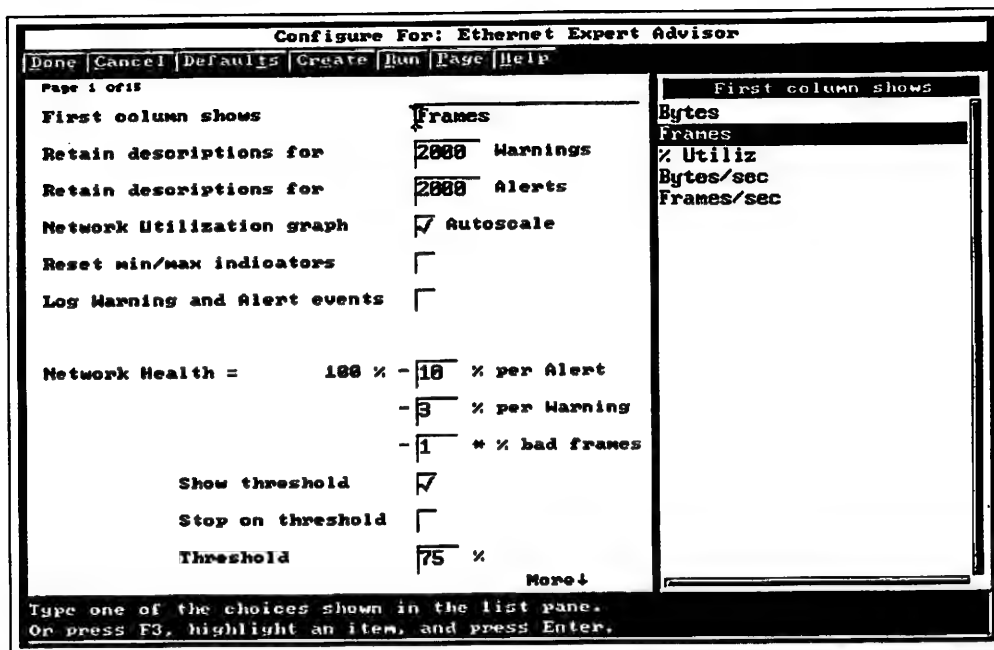 Configure For: Ethernet Expert Advisor
Done Cancel Defaults Create Run Page Help
Page 1 Of15
First column shows Frames
Retain descriptions for 2000 Warnings
Retain descriptions for 2000 Alerts
Network Utilization graph Autoscale
Reset min/max indicators
Log Warning and Alert events
Network Health = 100 % - 10 % per Alert
- 3 % per Warning
- 1 * % bad frames
Show threshold
Stop on threshold
Threshold 75 %
More↓
First column shows
Bytes
Frames
% Utiliz
Bytes/sec
Frames/sec
Type one of the choices shown in the list pane.
Or press F3, highlight an item, and press Enter.